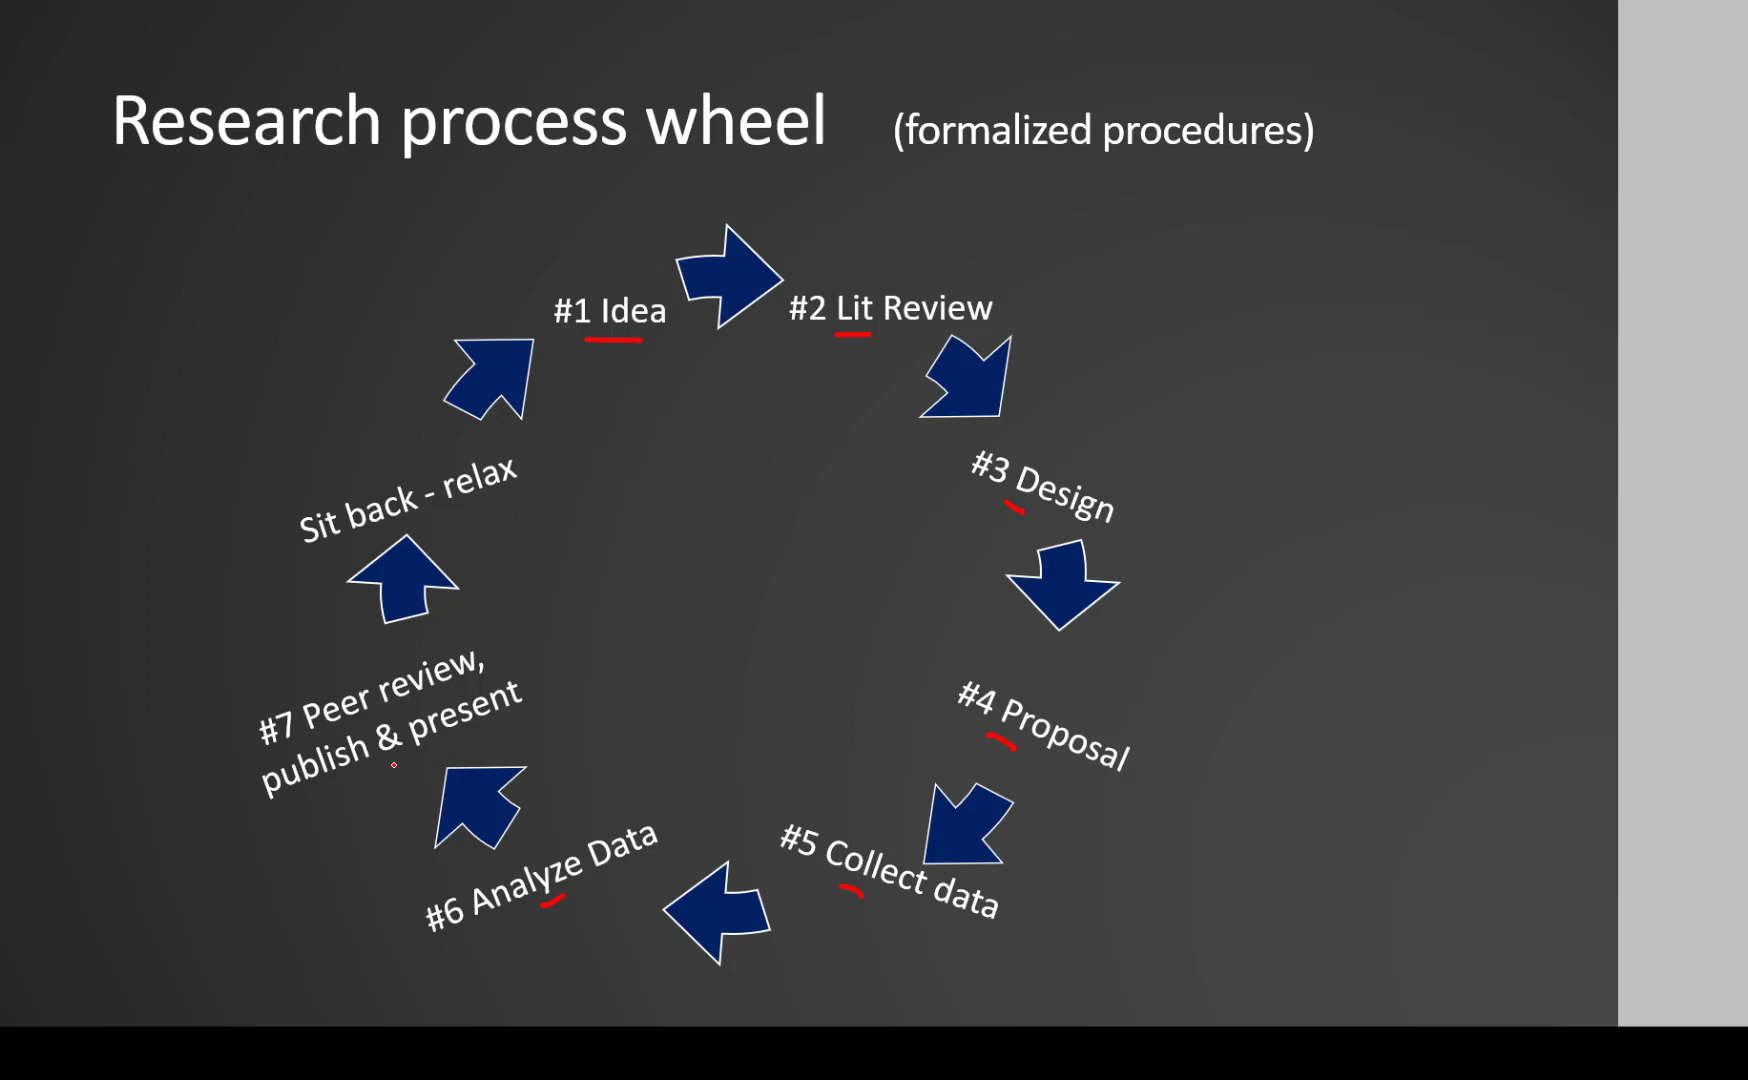 Research process wheel (formalized procedures)
#1 Idea
#2 Lit Review
#3 Design
#4 Proposal
#5 Collect data
#6 Analyze Data
#7 Peer review,
publish & present
Sit back - relax